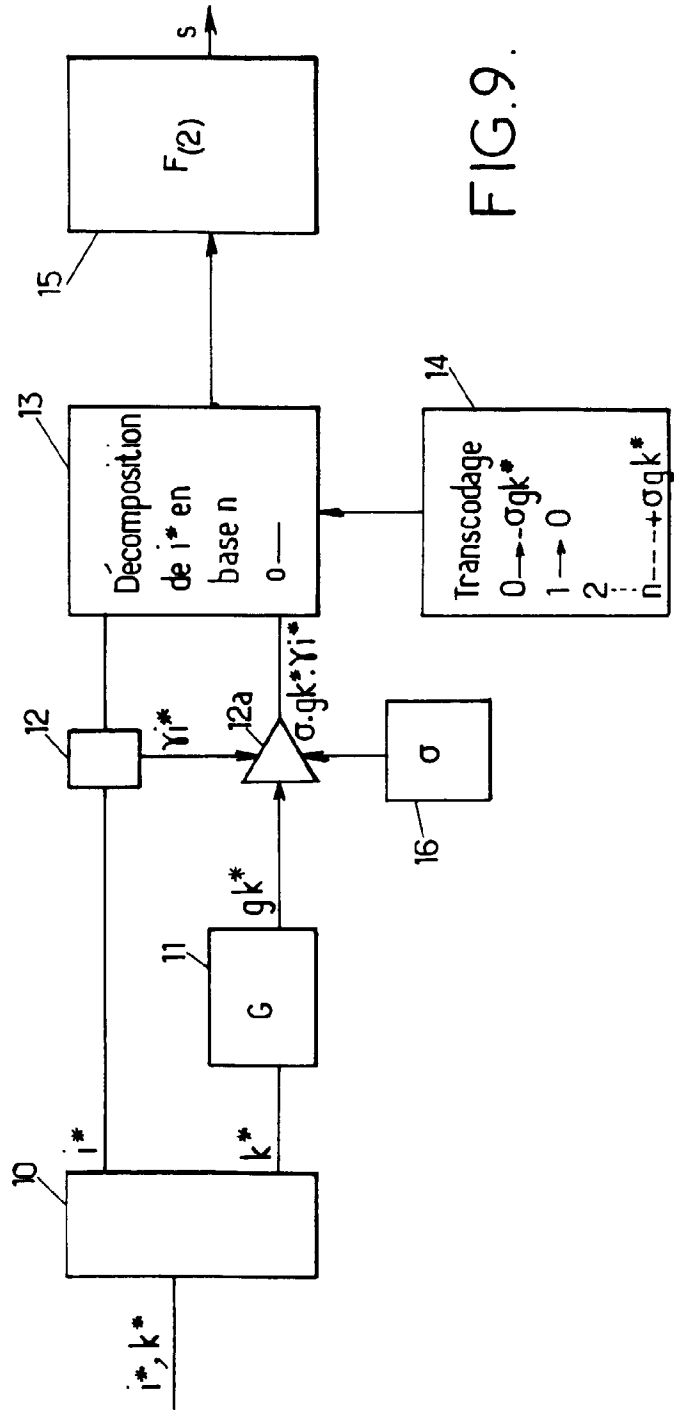 i*, k*
10
i*
k*
11
G
gk*
12
γi*
12a
σ.gk*.γi*
16
σ
13
Décomposition
de i* en
base n
0—
14
Transcodage
0→-σgk*
1→0
2
n----+σgk*
15
F(2)
s
FIG.9.